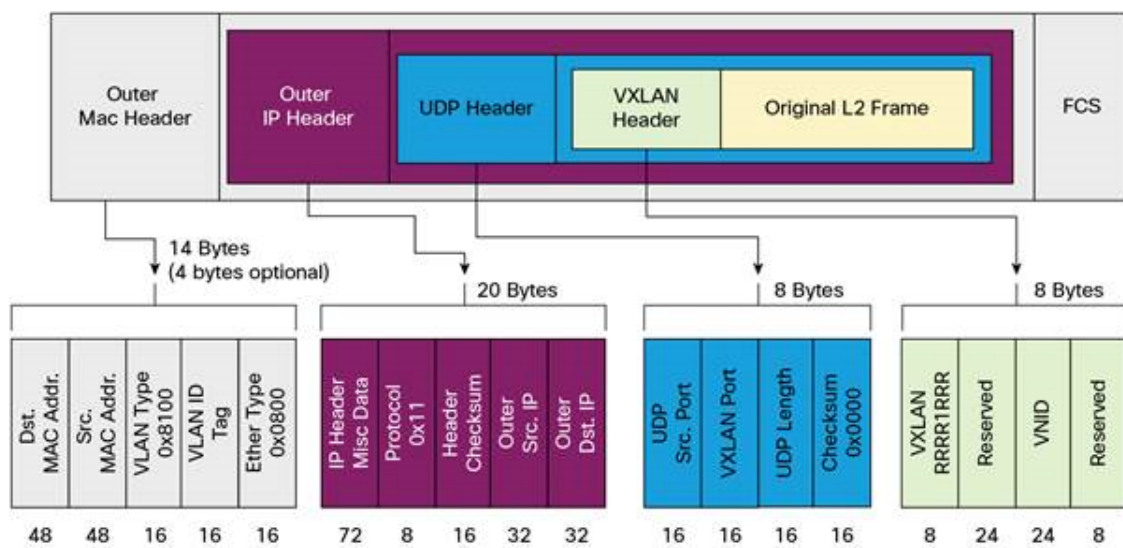 Outer
Mac Header
Outer
IP Header
UDP Header
VXLAN
Header
Original L2 Frame
FCS
14 Bytes
(4 bytes optional)
20 Bytes
8 Bytes
8 Bytes
Dst.
MAC Addr.
Src.
MAC Addr.
VLAN Type
0x8100
VLAN ID
Tag
Ether Type
0x0800
IP Header
Misc Data
Protocol
0x11
Header
Checksum
Outer
Src. IP
Outer
Dst. IP
UDP
Src. Port
VXLAN Port
UDP Length
Checksum
0x0000
VXLAN
RRRR1RRR
Reserved
VNID
Reserved
48 48 16 16 16 72 8 16 32 32 16 16 16 16 8 24 24 8